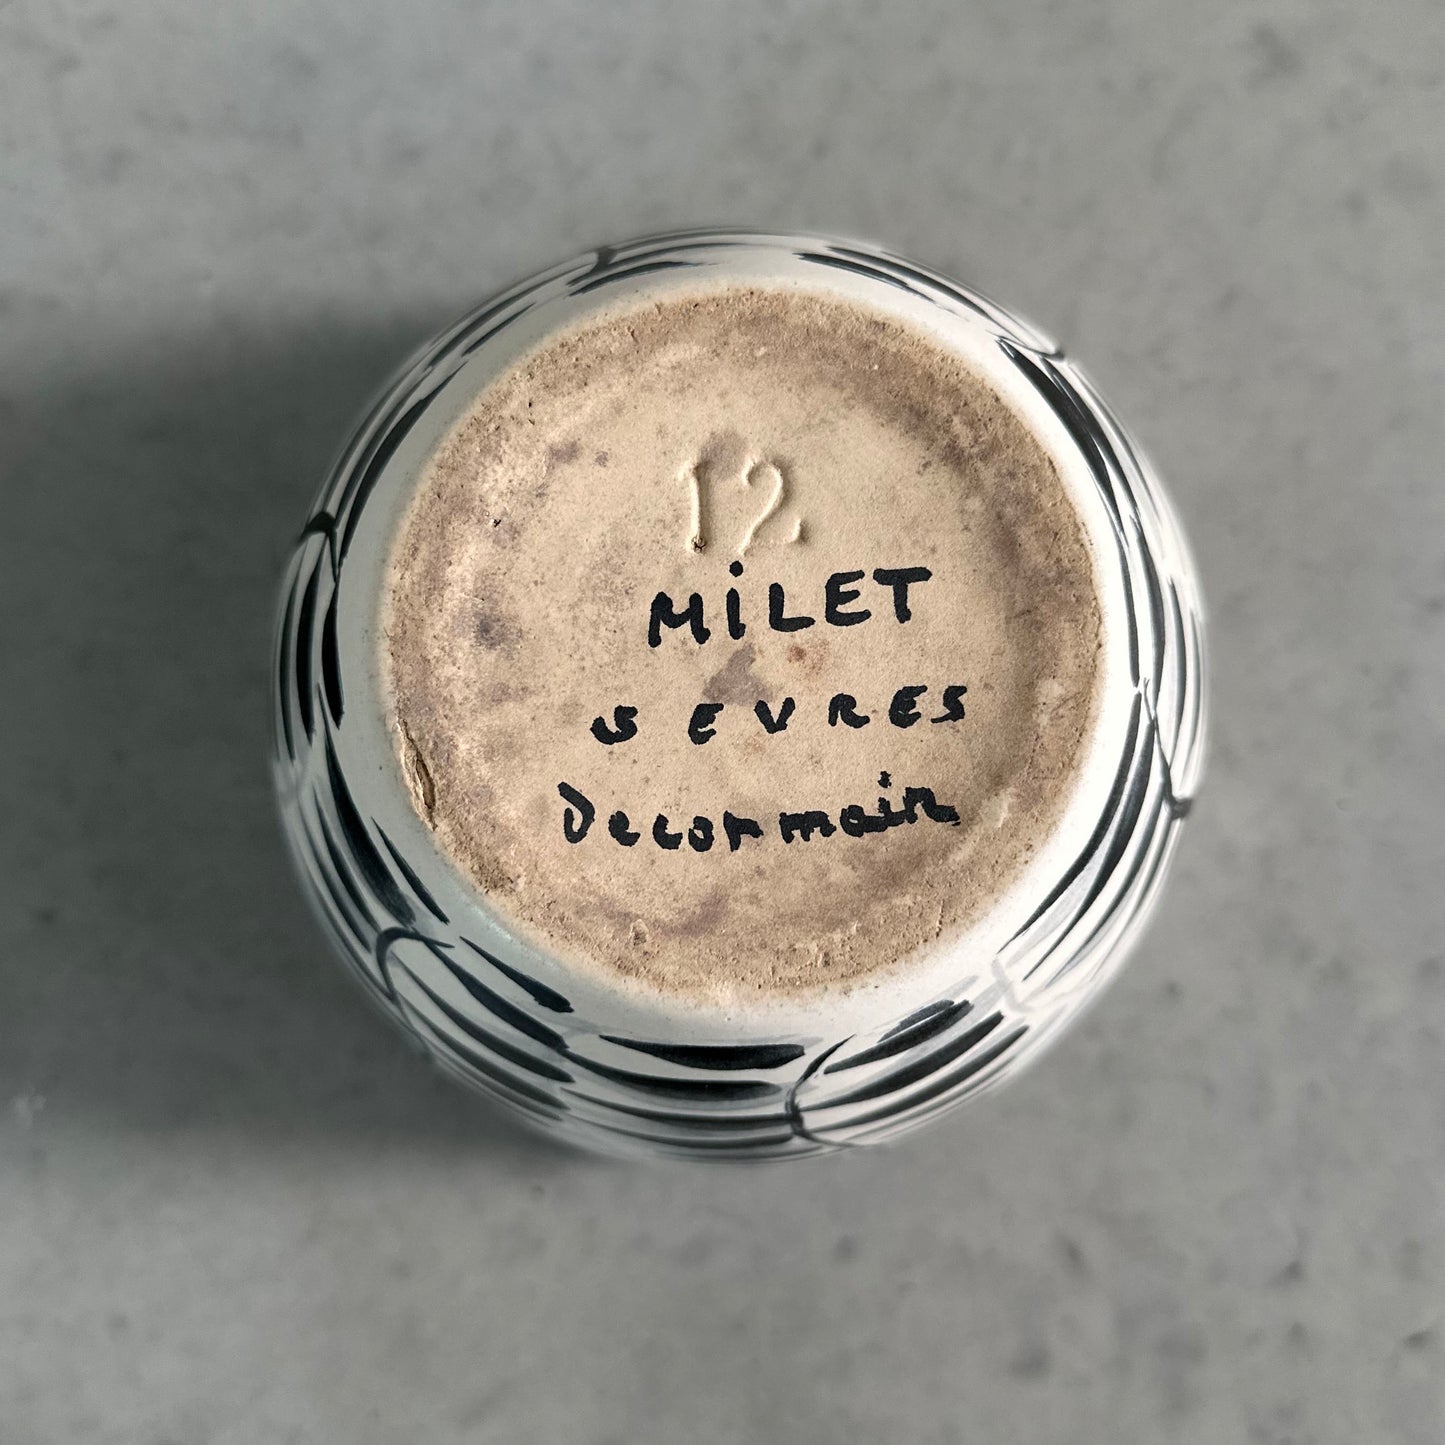 12
MiLET
SEVRES
Decor main